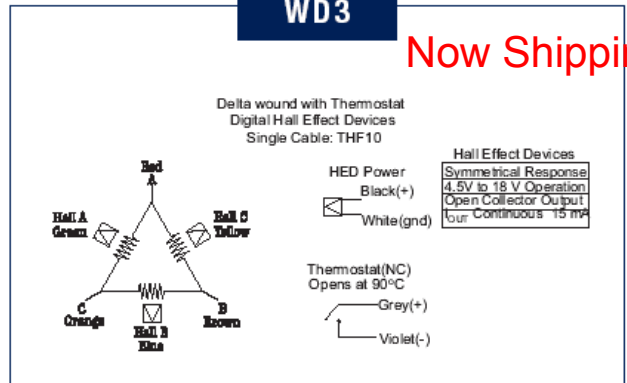 WD3
Now Shippi
Delta wound with Thermostat
Digital Hall Effect Devices
Single Cable: THF10
Red
A
Hall A
Green
Hall C
Yellow
C
Orange
B
Brown
Hall B
Blue
HED Power
Black(+)
White(gnd)
Hall Effect Devices
Symmetrical Response
4.5V to 18 V Operation
Open Collector Output
IOUT Continuous 15 mA
Thermostat(NC)
Opens at 90°C
Grey(+)
Violet(-)